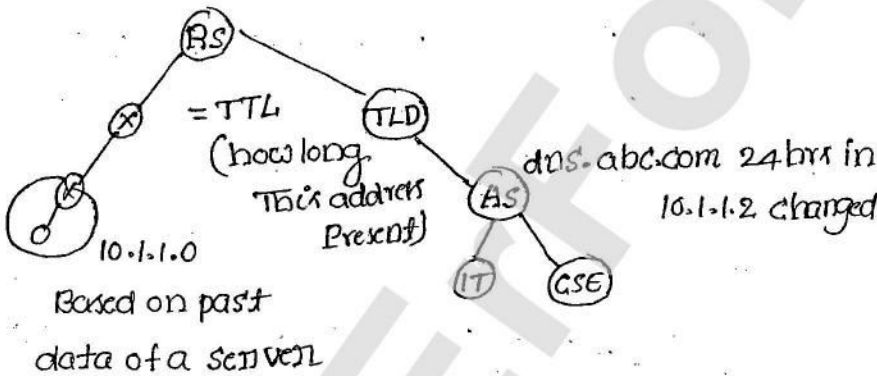 RS
X
= TTL
(how long
This address
Present)
TLD
X
10.1.1.0
AS
dns.abc.com 24hrs in
10.1.1.2 changed
IT
CSE
Based on past
data of a server